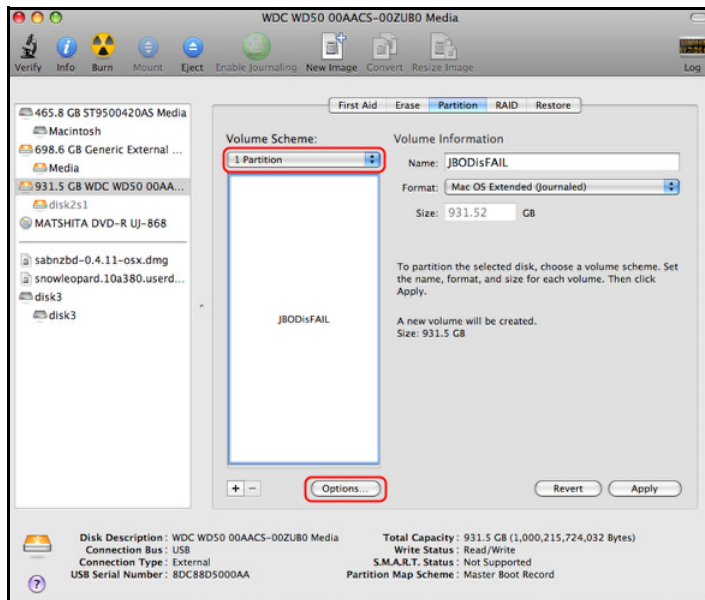 WDC WD50 00AACS-00ZUB0 Media
Verify Info Burn Mount Eject Enable Journaling New Image Convert Resize Image Log
465.8 GB ST9500420AS Media
Macintosh
698.6 GB Generic External ...
Media
931.5 GB WDC WD50 00AA...
disk2s1
MATSHITA DVD-R UJ-868
sabnzbd-0.4.11-osx.dmg
snowleopard.10a380.userd...
disk3
disk3
First Aid Erase Partition RAID Restore
Volume Scheme:
1 Partition
JBODisFAIL
+ − Options...
Volume Information
Name: JBODisFAIL
Format: Mac OS Extended (Journaled)
Size: 931.52 GB
To partition the selected disk, choose a volume scheme. Set
the name, format, and size for each volume. Then click
Apply.
A new volume will be created.
Size: 931.5 GB
Revert Apply
Disk Description : WDC WD50 00AACS-00ZUB0 Media
Connection Bus : USB
Connection Type : External
USB Serial Number : 8DC88D5000AA
Total Capacity : 931.5 GB (1,000,215,724,032 Bytes)
Write Status : Read/Write
S.M.A.R.T. Status : Not Supported
Partition Map Scheme : Master Boot Record
?